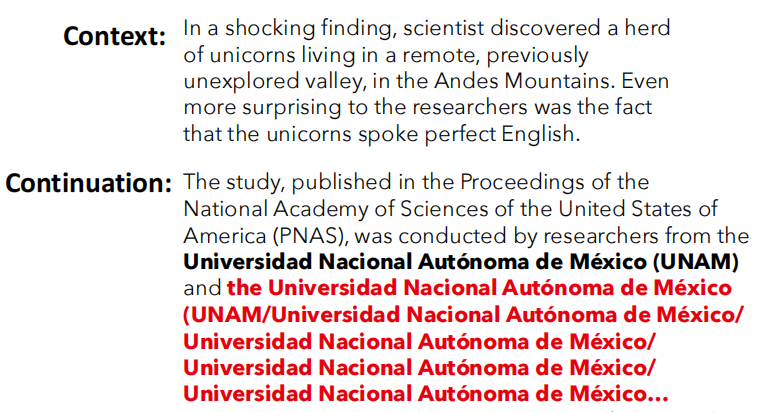 Context: In a shocking finding, scientist discovered a herd
of unicorns living in a remote, previously
unexplored valley, in the Andes Mountains. Even
more surprising to the researchers was the fact
that the unicorns spoke perfect English.
Continuation: The study, published in the Proceedings of the
National Academy of Sciences of the United States of
America (PNAS), was conducted by researchers from the
Universidad Nacional Autónoma de México (UNAM)
and the Universidad Nacional Autónoma de México
(UNAM/Universidad Nacional Autónoma de México/
Universidad Nacional Autónoma de México/
Universidad Nacional Autónoma de México/
Universidad Nacional Autónoma de México...